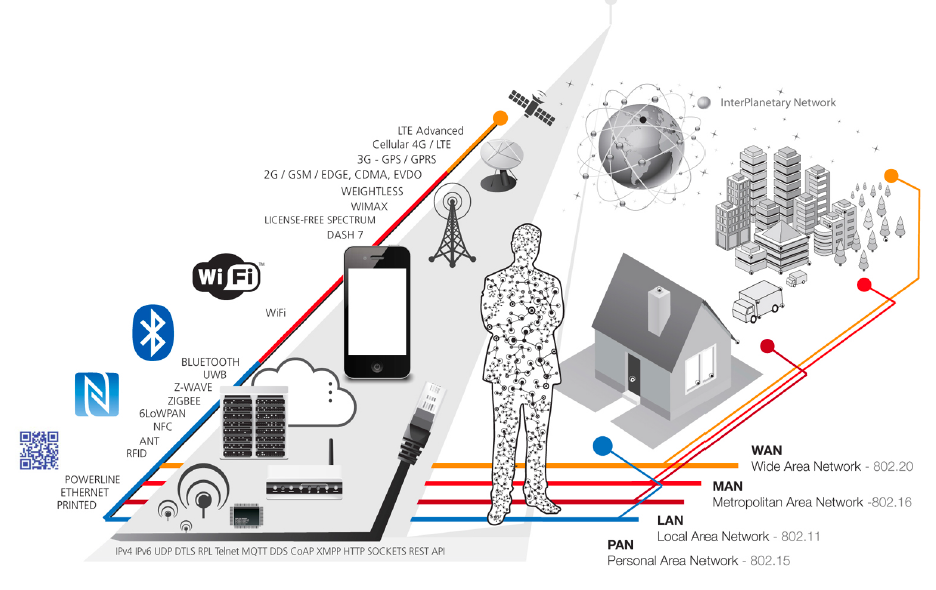 InterPlanetary Network
LTE Advanced
Cellular 4G / LTE
3G - GPS / GPRS
2G / GSM / EDGE, CDMA, EVDO
WEIGHTLESS
WIMAX
LICENSE-FREE SPECTRUM
DASH 7
WiFi™
WiFi
BLUETOOTH
UWB
Z-WAVE
ZIGBEE
6LoWPAN
NFC
ANT
RFID
POWERLINE
ETHERNET
PRINTED
WAN
Wide Area Network - 802.20
MAN
Metropolitan Area Network -802.16
LAN
Local Area Network - 802.11
PAN
Personal Area Network - 802.15
IPv4 IPv6 UDP DTLS RPL Telnet MQTT DDS CoAP XMPP HTTP SOCKETS REST API